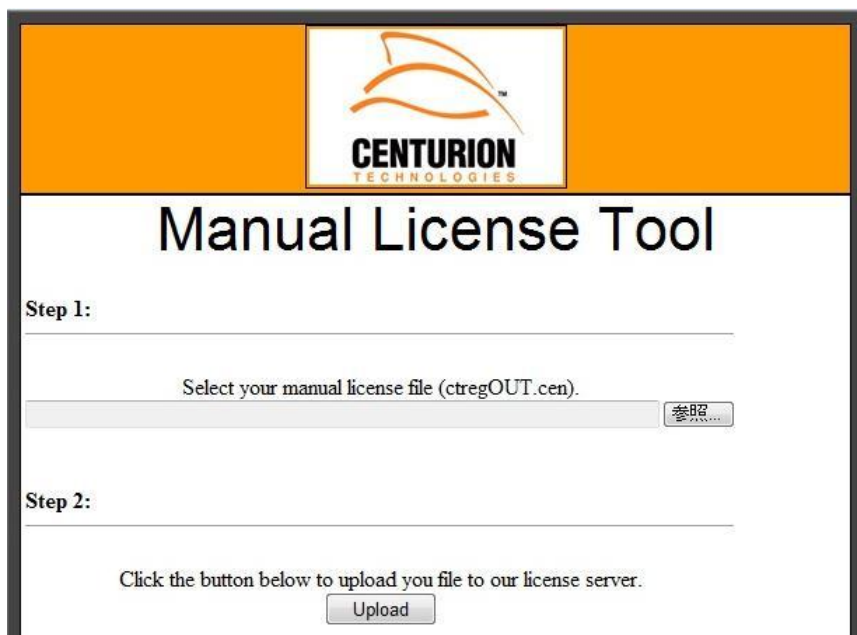 TM
CENTURION
TECHNOLOGIES
Manual License Tool
Step 1:
Select your manual license file (ctregOUT.cen).
参照...
Step 2:
Click the button below to upload you file to our license server.
Upload